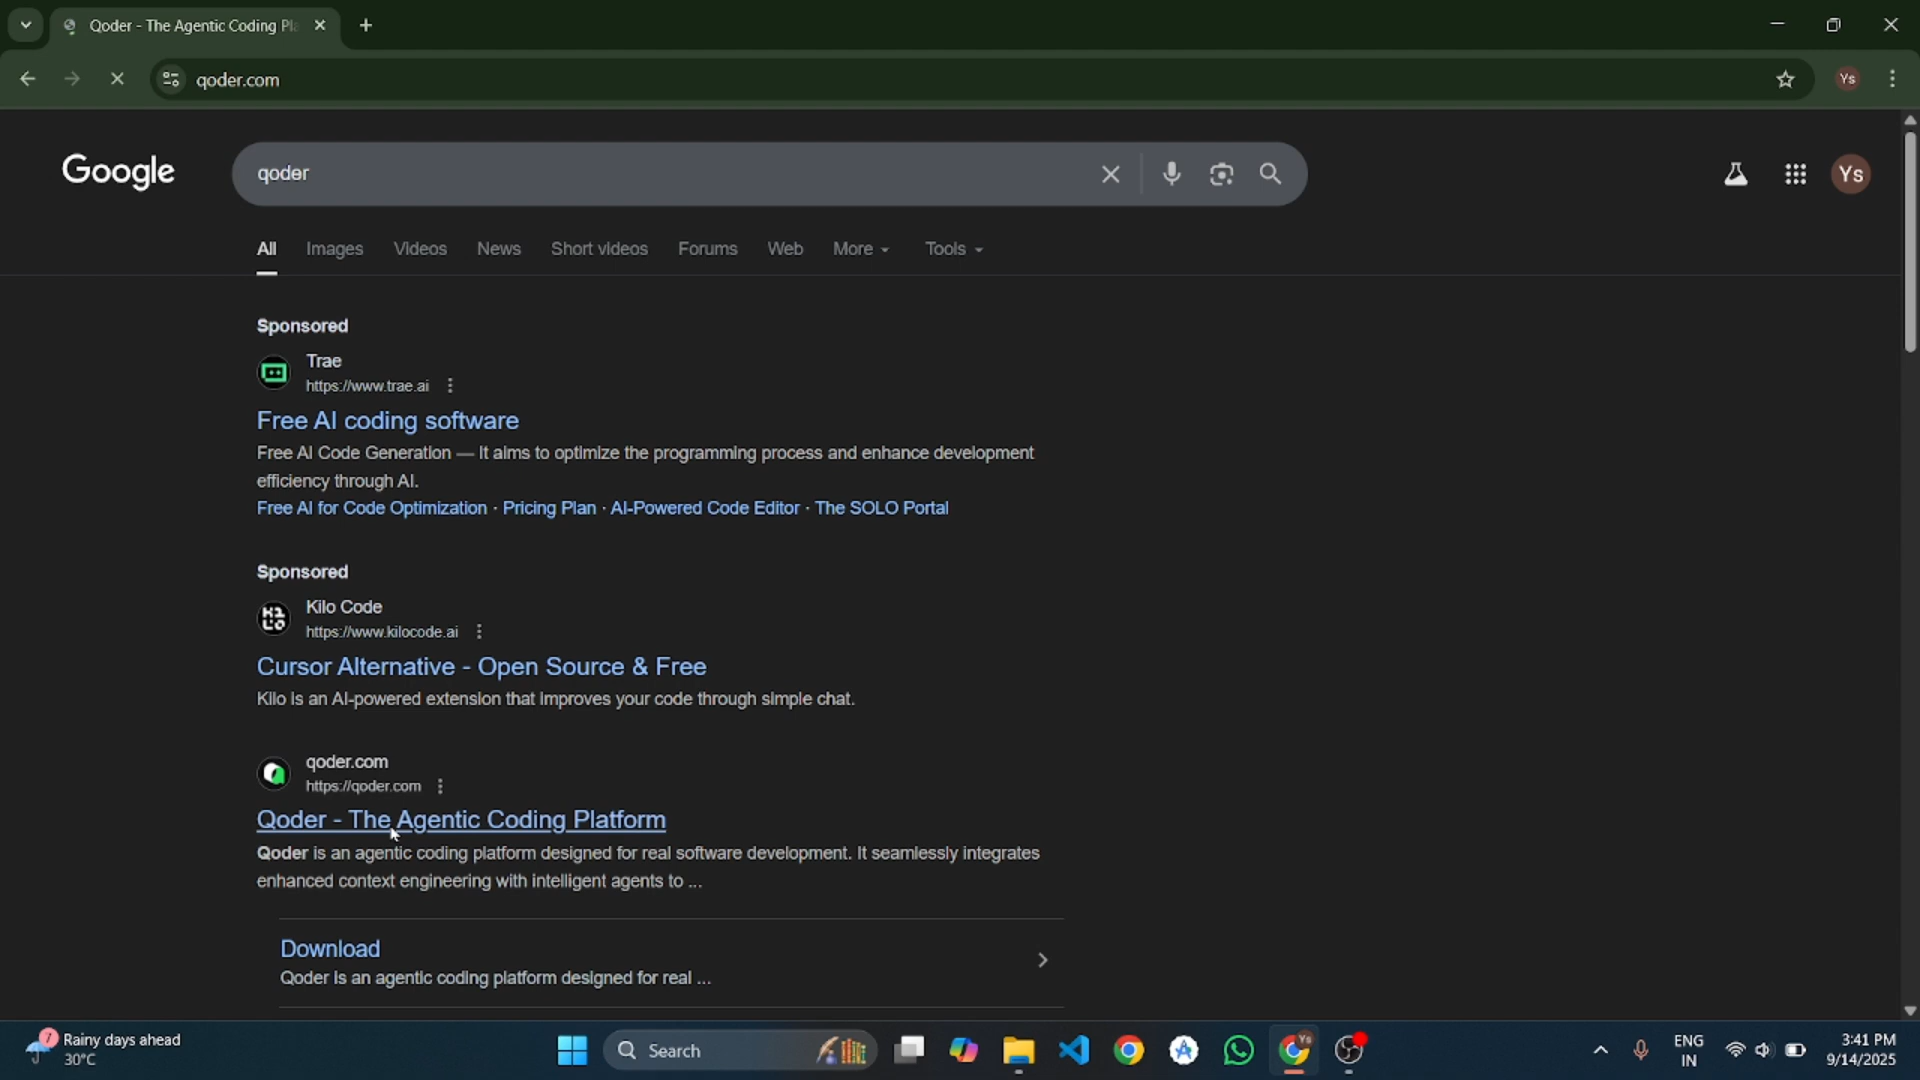 Qoder - The Agentic Coding Pla
qoder.com
Ys
Google
qoder
Ys
All Images Videos News Short videos Forums Web More Tools
Sponsored
Trae
https://www.trae.ai
Free AI coding software
Free AI Code Generation — It aims to optimize the programming process and enhance development
efficiency through AI.
Free AI for Code Optimization · Pricing Plan · AI-Powered Code Editor · The SOLO Portal
Sponsored
Kilo Code
https://www.kilocode.ai
Cursor Alternative - Open Source & Free
Kilo is an AI-powered extension that improves your code through simple chat.
qoder.com
https://qoder.com
Qoder - The Agentic Coding Platform
Qoder is an agentic coding platform designed for real software development. It seamlessly integrates
enhanced context engineering with intelligent agents to ...
Download
Qoder is an agentic coding platform designed for real ...
7
Rainy days ahead
30°C
Search
Ys
ENG
IN
3:41 PM
9/14/2025